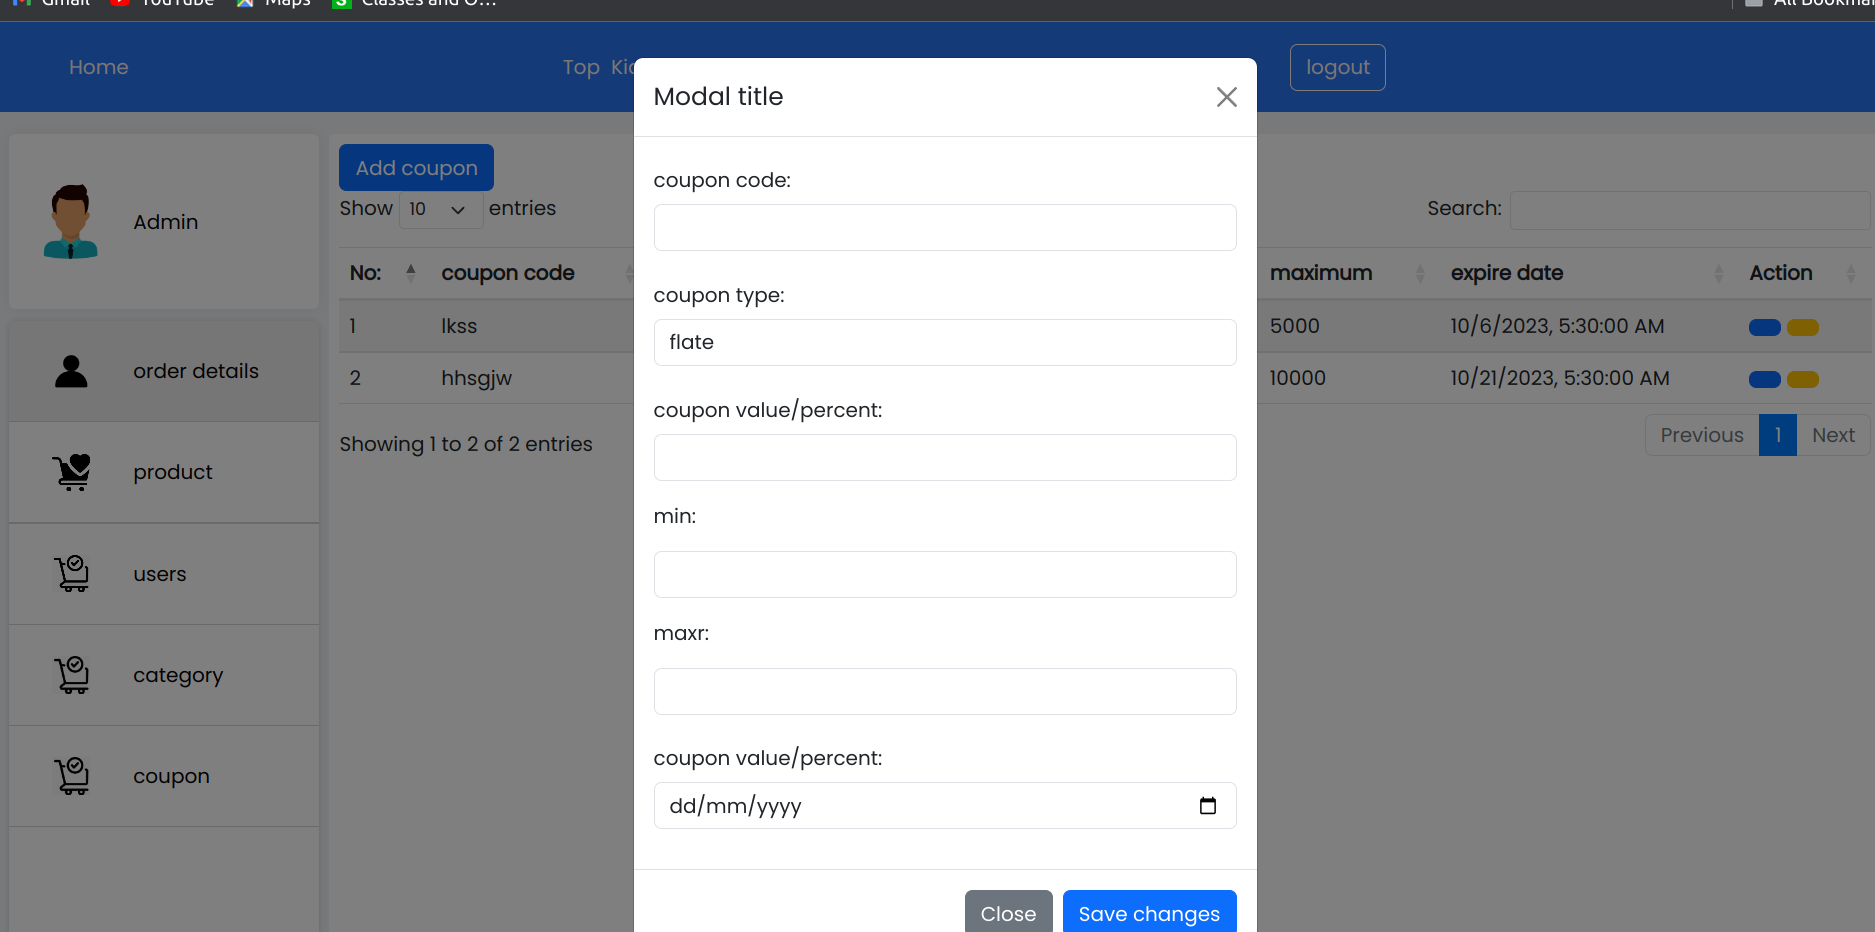 Gmail YouTube Maps Classes and O... All
Home Top logout
Modal title
Add coupon
Show 10 entries Search:
Admin
No: coupon code maximum expire date Action
1 lkss 5000 10/6/2023, 5:30:00 AM
2 hhsgjw 10000 10/21/2023, 5:30:00 AM
Showing 1 to 2 of 2 entries Previous 1 Next
order details
product
users
category
coupon
coupon code:
coupon type:
flate
coupon value/percent:
min:
maxr:
coupon value/percent:
dd/mm/yyyy
Close Save changes